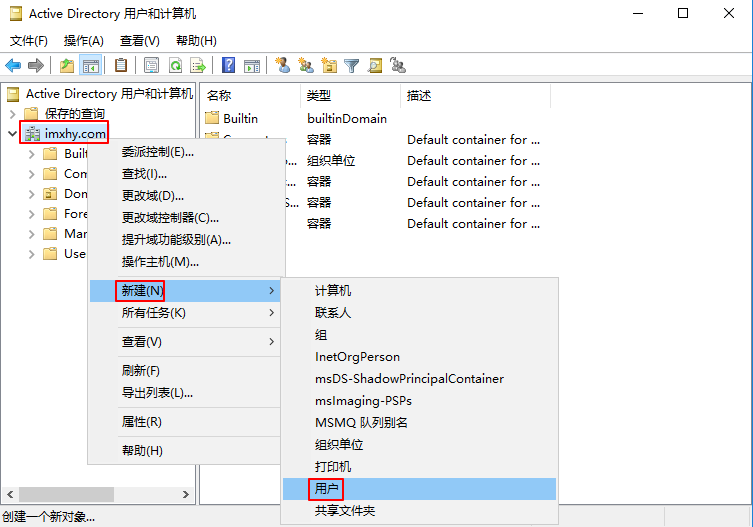 Active Directory 用户和计算机
文件(F) 操作(A) 查看(V) 帮助(H)
Active Directory 用户和计算机
保存的查询
imxhy.com
Buil
Com
Dom
Fore
Man
Use
名称 类型 描述
Builtin builtinDomain
容器 Default container for ...
组织单位
容器 Default container for ...
容器 Default container for ...
容器 Default container for ...
委派控制(E)...
查找(I)...
更改域(D)...
更改域控制器(C)...
提升域功能级别(A)...
操作主机(M)...
新建(N)
所有任务(K)
查看(V)
刷新(F)
导出列表(L)...
属性(R)
帮助(H)
计算机
联系人
组
InetOrgPerson
msDS-ShadowPrincipalContainer
msImaging-PSPs
MSMQ 队列别名
组织单位
打印机
用户
共享文件夹
创建一个新对象...